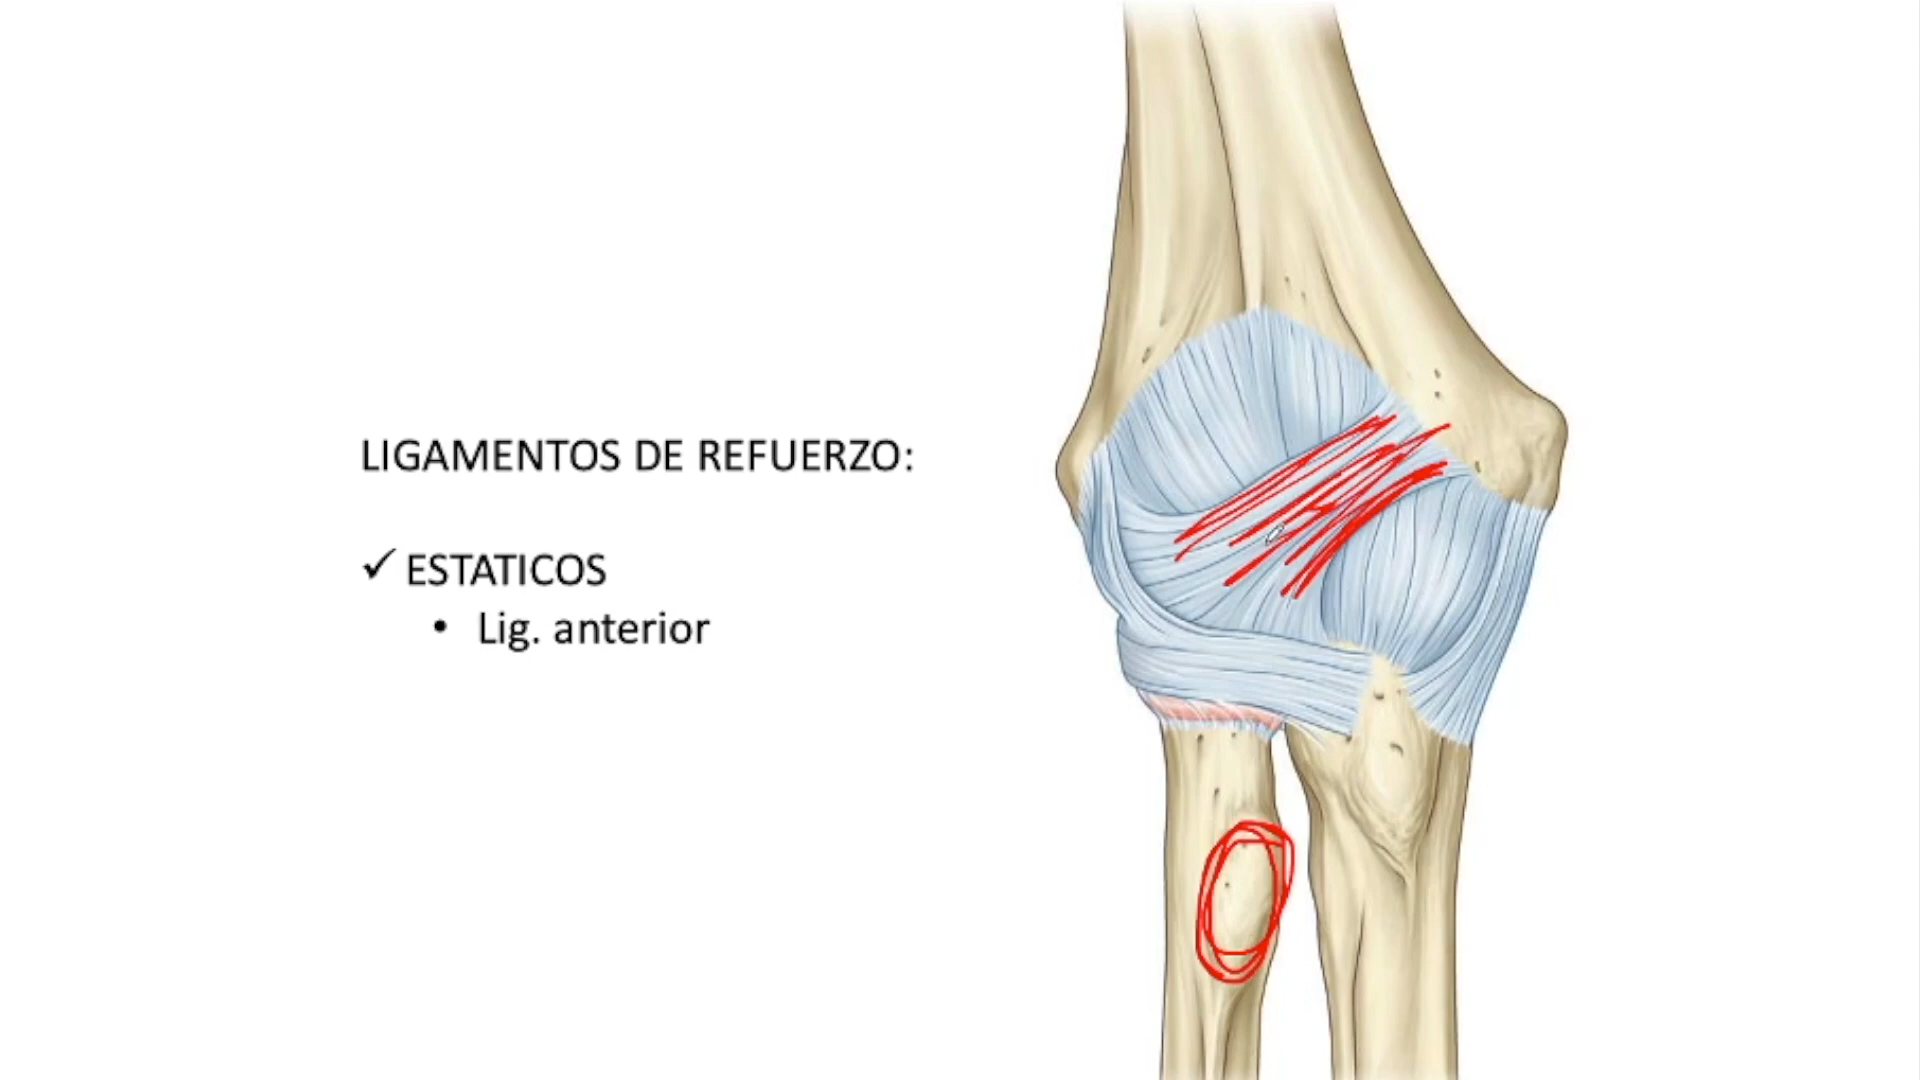 LIGAMENTOS DE REFUERZO:
✓ ESTATICOS
• Lig. anterior